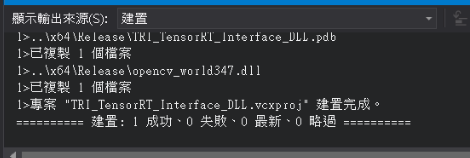 顯示輸出來源(S): 建置
1>..\x64\Release\TRI_TensorRT_Interface_DLL.pdb
1>已複製 1 個檔案
1>..\x64\Release\opencv_world347.dll
1>已複製 1 個檔案
1>專案 "TRI_TensorRT_Interface_DLL.vcxproj" 建置完成。
========== 建置: 1 成功、0 失敗、0 最新、0 略過 ==========